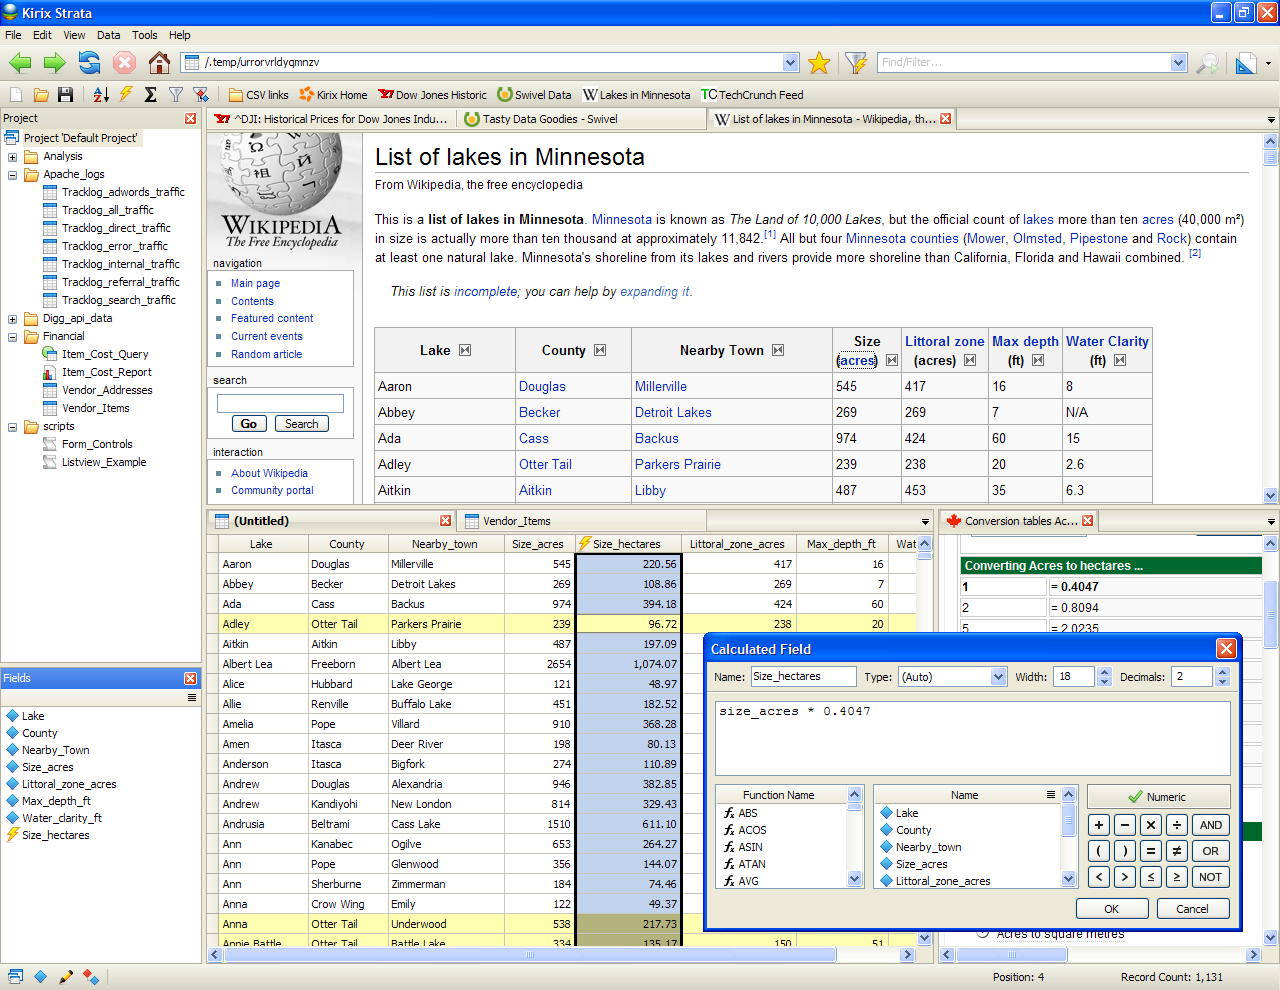 Kirix Strata
File Edit View Data Tools Help
/.temp/urrorvrldyqmnzv
Find/Filter...
CSV links Kirix Home Dow Jones Historic Swivel Data Lakes in Minnesota TechCrunch Feed
Project
Project 'Default Project'
Analysis
Apache_logs
Tracklog_adwords_traffic
Tracklog_all_traffic
Tracklog_direct_traffic
Tracklog_error_traffic
Tracklog_internal_traffic
Tracklog_referral_traffic
Tracklog_search_traffic
Digg_api_data
Financial
Item_Cost_Query
Item_Cost_Report
Vendor_Addresses
Vendor_Items
scripts
Form_Controls
Listview_Example
Fields
Lake
County
Nearby_Town
Size_acres
Littoral_zone_acres
Max_depth_ft
Water_clarity_ft
Size_hectares
^DJI: Historical Prices for Dow Jones Indu... Tasty Data Goodies - Swivel List of lakes in Minnesota - Wikipedia, th...
WIKIPEDIA
The Free Encyclopedia
navigation
Main page
Contents
Featured content
Current events
Random article
search
Go Search
interaction
About Wikipedia
Community portal
List of lakes in Minnesota
From Wikipedia, the free encyclopedia
This is a list of lakes in Minnesota. Minnesota is known as The Land of 10,000 Lakes, but the official count of lakes more than ten acres (40,000 m²)
in size is actually more than ten thousand at approximately 11,842.[1] All but four Minnesota counties (Mower, Olmsted, Pipestone and Rock) contain
at least one natural lake. Minnesota's shoreline from its lakes and rivers provide more shoreline than California, Florida and Hawaii combined. [2]
This list is incomplete; you can help by expanding it.
Lake County Nearby Town Size (acres) Littoral zone (acres) Max depth (ft) Water Clarity (ft)
Aaron Douglas Millerville 545 417 16 8
Abbey Becker Detroit Lakes 269 269 7 N/A
Ada Cass Backus 974 424 60 15
Adley Otter Tail Parkers Prairie 239 238 20 2.6
Aitkin Aitkin Libby 487 453 35 6.3
(Untitled) Vendor_Items
Lake County Nearby_town Size_acres Size_hectares Littoral_zone_acres Max_depth_ft Wat
Aaron Douglas Millerville 545 220.56 417 16
Abbey Becker Detroit Lakes 269 108.86 269 7
Ada Cass Backus 974 394.18 424 60
Adley Otter Tail Parkers Prairie 239 96.72 238 20
Aitkin Aitkin Libby 487 197.09
Albert Lea Freeborn Albert Lea 2654 1,074.07
Alice Hubbard Lake George 121 48.97
Allie Renville Buffalo Lake 451 182.52
Amelia Pope Villard 910 368.28
Amen Itasca Deer River 198 80.13
Anderson Itasca Bigfork 274 110.89
Andrew Douglas Alexandria 946 382.85
Andrew Kandiyohi New London 814 329.43
Andrusia Beltrami Cass Lake 1510 611.10
Ann Kanabec Ogilve 653 264.27
Ann Pope Glenwood 356 144.07
Ann Sherburne Zimmerman 184 74.46
Anna Crow Wing Emily 122 49.37
Anna Otter Tail Underwood 538 217.73
Annie Battle Otter Tail Battle Lake 334 135.17 150 51
Conversion tables Ac...
Converting Acres to hectares ...
1 = 0.4047
2 = 0.8094
5 = 2.0235
Acres to square metres
Calculated Field
Name: Size_hectares Type: (Auto) Width: 18 Decimals: 2
size_acres * 0.4047
Function Name
ABS
ACOS
ASIN
ATAN
AVG
Name
Lake
County
Nearby_town
Size_acres
Littoral_zone_acres
Numeric
+ − × ÷ AND
( ) = ≠ OR
< > ≤ ≥ NOT
OK Cancel
Position: 4 Record Count: 1,131